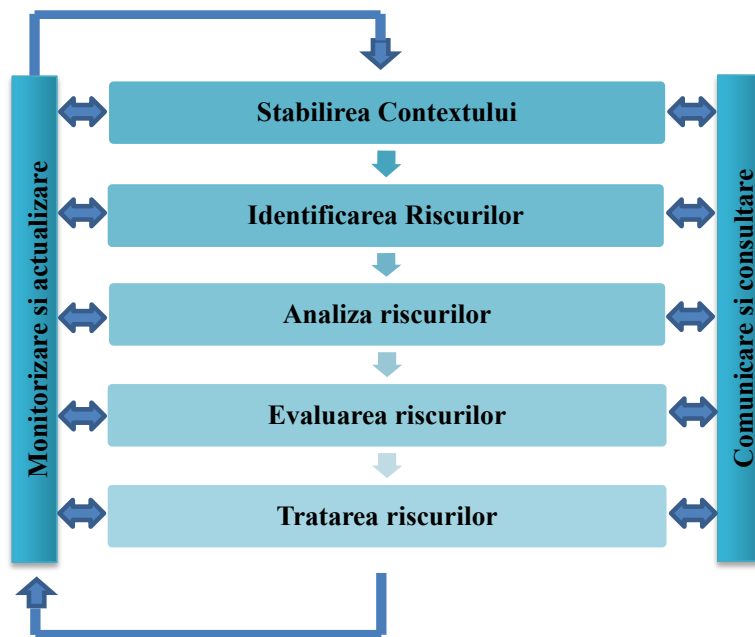 Stabilirea Contextului
Identificarea Riscurilor
Analiza riscurilor
Evaluarea riscurilor
Tratarea riscurilor
Monitorizare si actualizare
Comunicare si consultare